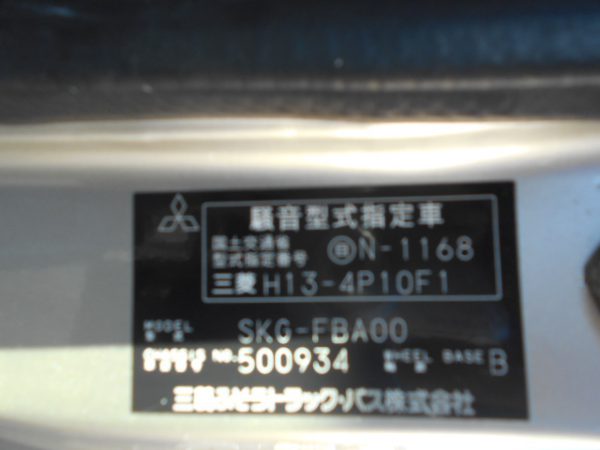 騒音型式指定車
国土交通省
型式指定番号 日N-1168
三菱 H13-4P10F1
MODEL
SKG-FBA00
CHASSIS NO. 500934 WHEEL BASE B
三菱ふそうトラック・バス株式会社